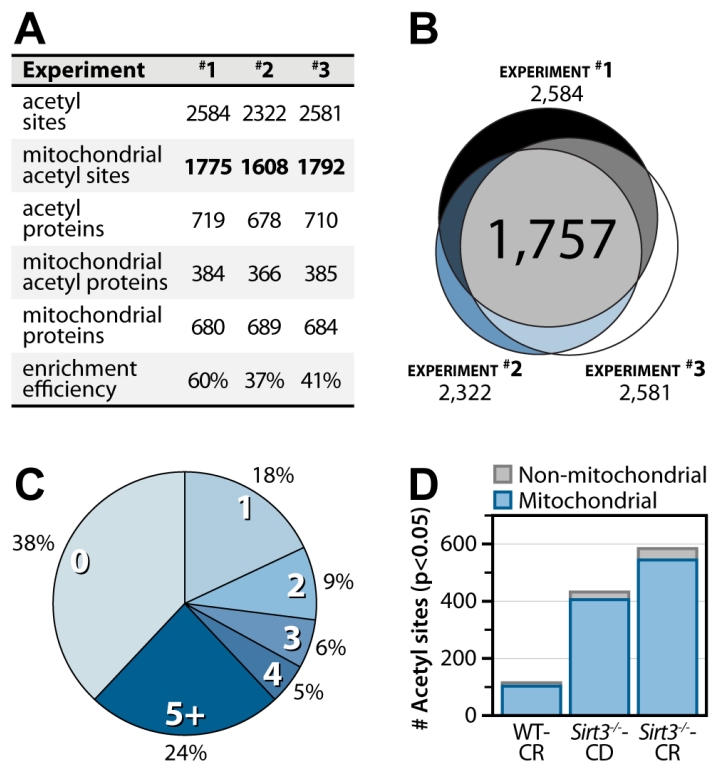 A
Experiment #1 #2 #3
acetyl
sites 2584 2322 2581
mitochondrial
acetyl sites 1775 1608 1792
acetyl
proteins 719 678 710
mitochondrial
acetyl proteins 384 366 385
mitochondrial
proteins 680 689 684
enrichment
efficiency 60% 37% 41%
B
EXPERIMENT #1
2,584
1,757
EXPERIMENT #2
2,322
EXPERIMENT #3
2,581
C
18%
1
38%
0
2
9%
3
6%
4
5%
5+
24%
D
Non-mitochondrial
Mitochondrial
# Acetyl sites (p<0.05)
600
400
200
0
WT-
CR
Sirt3-/--
CD
Sirt3-/--
CR